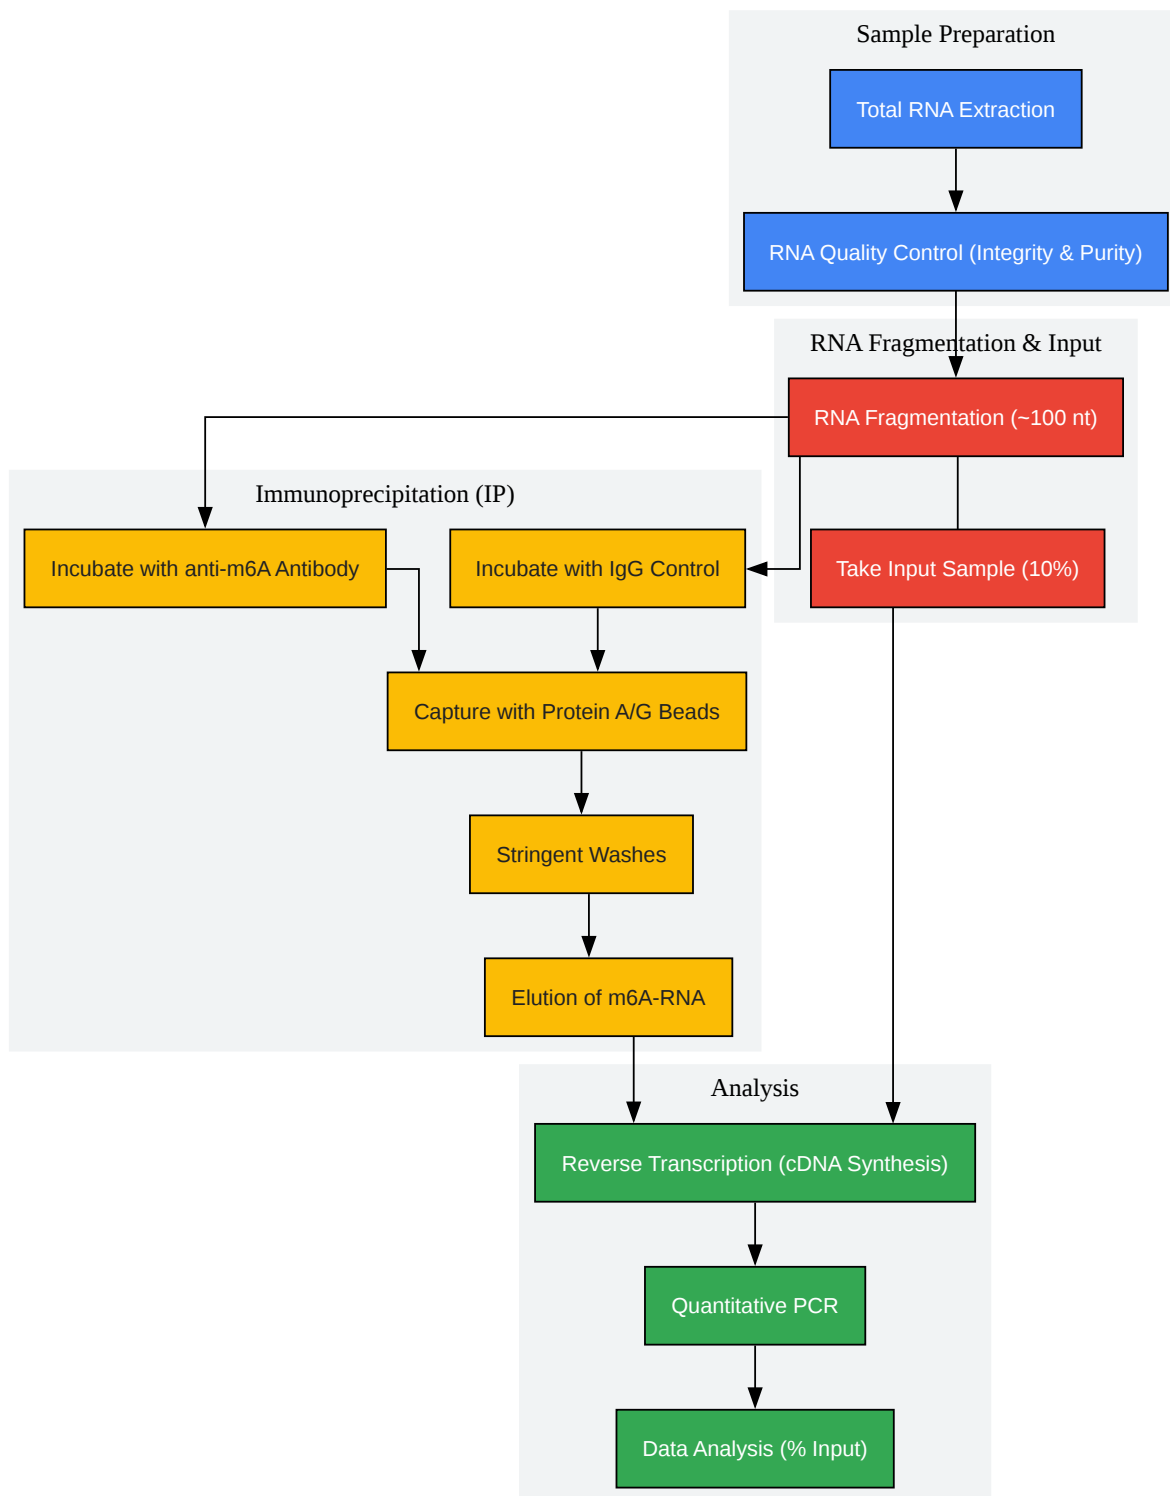 Sample Preparation
Total RNA Extraction
RNA Quality Control (Integrity & Purity)
RNA Fragmentation & Input
RNA Fragmentation (~100 nt)
Immunoprecipitation (IP)
Incubate with anti-m6A Antibody
Incubate with IgG Control
Take Input Sample (10%)
Capture with Protein A/G Beads
Stringent Washes
Elution of m6A-RNA
Analysis
Reverse Transcription (cDNA Synthesis)
Quantitative PCR
Data Analysis (% Input)